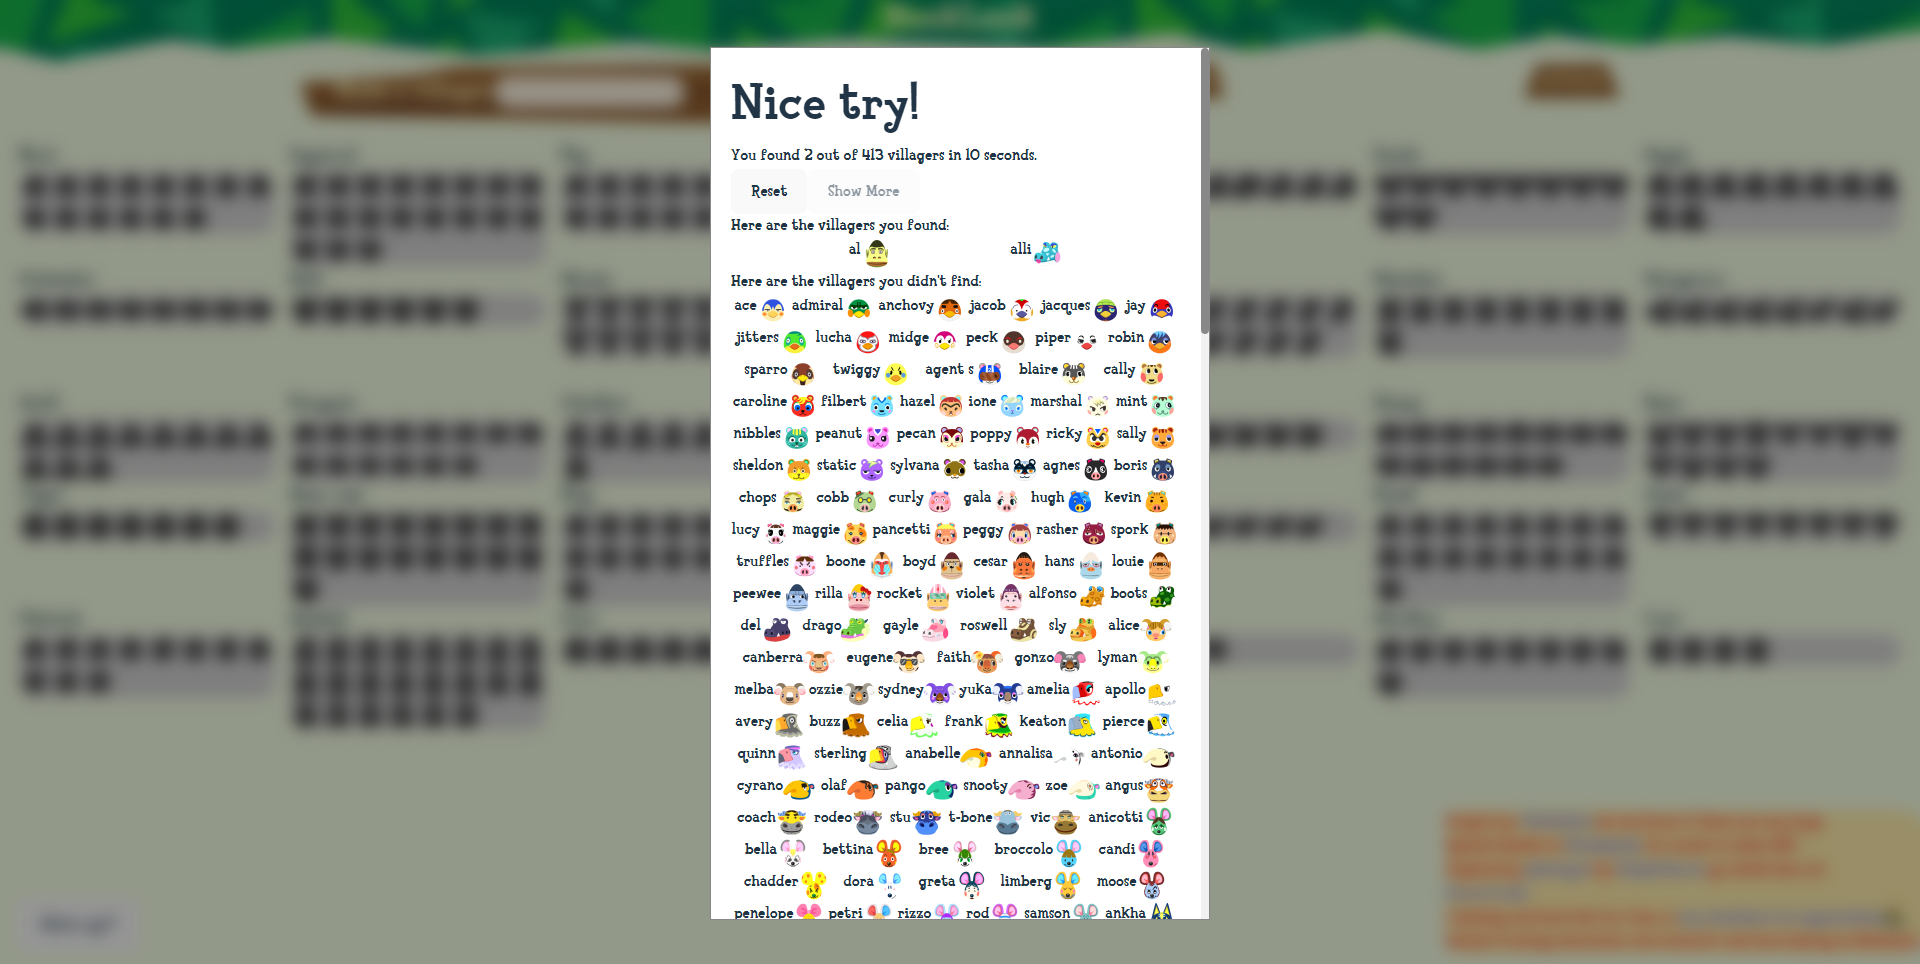 Nice try!
You found 2 out of 413 villagers in 10 seconds.
Reset Show More
Here are the villagers you found:
al alli
Here are the villagers you didn't find:
ace admiral anchovy jacob jacques jay
jitters lucha midge peck piper robin
sparro twiggy agent s blaire cally
caroline filbert hazel ione marshal mint
nibbles peanut pecan poppy ricky sally
sheldon static sylvana tasha agnes boris
chops cobb curly gala hugh kevin
lucy maggie pancetti peggy rasher spork
truffles boone boyd cesar hans louie
peewee rilla rocket violet alfonso boots
del drago gayle roswell sly alice
canberra eugene faith gonzo lyman
melba ozzie sydney yuka amelia apollo
avery buzz celia frank keaton pierce
quinn sterling anabelle annalisa antonio
cyrano olaf pango snooty zoe angus
coach rodeo stu t-bone vic anicotti
bella bettina bree broccolo candi
chadder dora greta limberg moose
penelope petri rizzo rod samson ankha